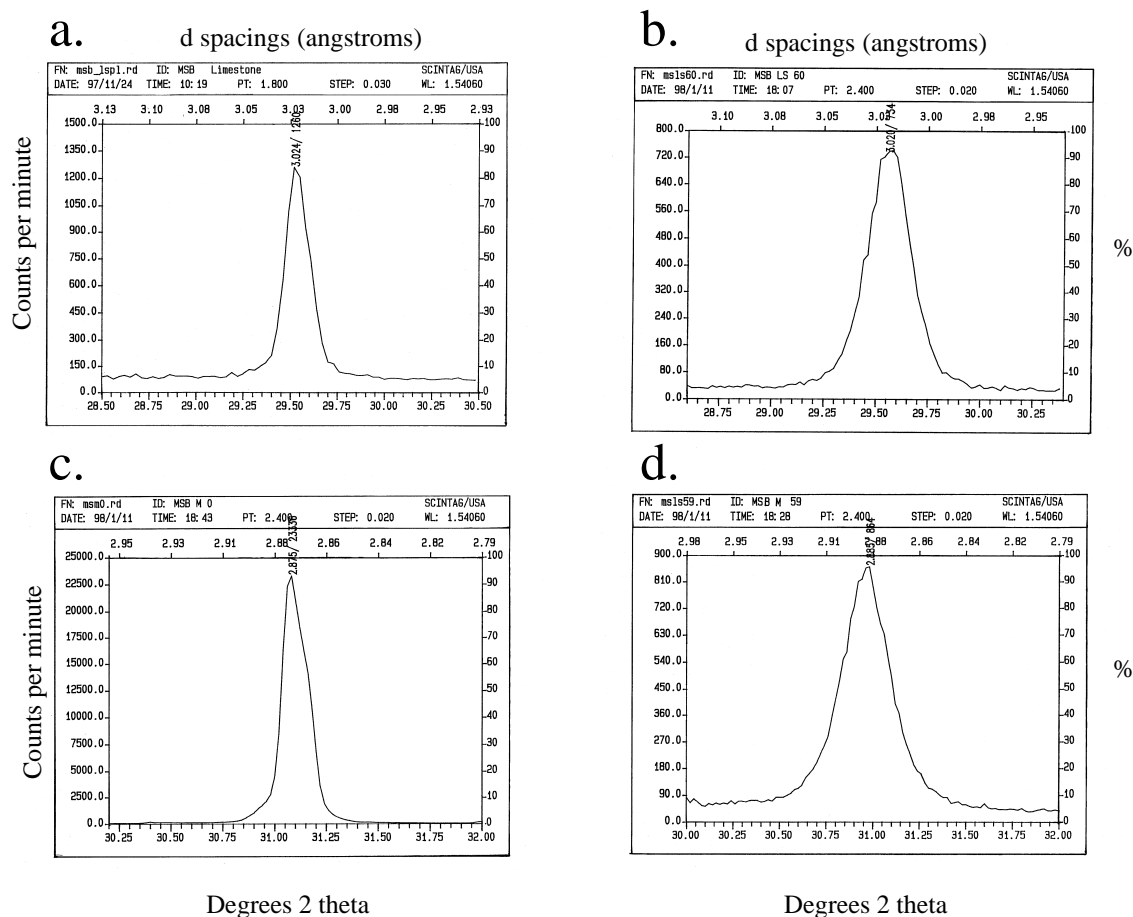 a.
d spacings (angstroms)
FN: msb_lspl.rd ID: MSB Limestone SCINTAG/USA
DATE: 97/11/24 TIME: 10:19 PT: 1.800 STEP: 0.030 WL: 1.54060
3.13 3.10 3.08 3.05 3.03 3.00 2.98 2.95 2.93
3.024/ 1260
1500.0 1350.0 1200.0 1050.0 900.0 750.0 600.0 450.0 300.0 150.0 0.0
100 90 80 70 60 50 40 30 20 10 0
28.50 28.75 29.00 29.25 29.50 29.75 30.00 30.25 30.50
Counts per minute
b.
d spacings (angstroms)
FN: msls60.rd ID: MSB LS 60 SCINTAG/USA
DATE: 98/1/11 TIME: 18:07 PT: 2.400 STEP: 0.020 WL: 1.54060
3.10 3.08 3.05 3.00 2.98 2.95
3.020/ 734
800.0 720.0 640.0 560.0 480.0 400.0 320.0 240.0 160.0 80.0 0.0
100 90 80 70 60 50 40 30 20 10 0
28.75 29.00 29.25 29.50 29.75 30.00 30.25
%
c.
FN: msm0.rd ID: MSB M 0 SCINTAG/USA
DATE: 98/1/11 TIME: 18:43 PT: 2.400 STEP: 0.020 WL: 1.54060
2.95 2.93 2.91 2.86 2.84 2.82 2.79
2.875/ 23338
25000.0 22500.0 20000.0 17500.0 15000.0 12500.0 10000.0 7500.0 5000.0 2500.0 0.0
100 90 80 70 60 50 40 30 20 10 0
30.25 30.50 30.75 31.00 31.25 31.50 31.75 32.00
Counts per minute
Degrees 2 theta
d.
FN: msls59.rd ID: MSB M 59 SCINTAG/USA
DATE: 98/1/11 TIME: 18:28 PT: 2.400 STEP: 0.020 WL: 1.54060
2.98 2.95 2.93 2.91 2.88 2.86 2.84 2.82 2.79
2.885/ 864
900.0 810.0 720.0 630.0 540.0 450.0 360.0 270.0 180.0 90.0 0.0
100 90 80 70 60 50 40 30 20 10 0
30.00 30.25 30.50 30.75 31.00 31.25 31.50 31.75 32.00
%
Degrees 2 theta